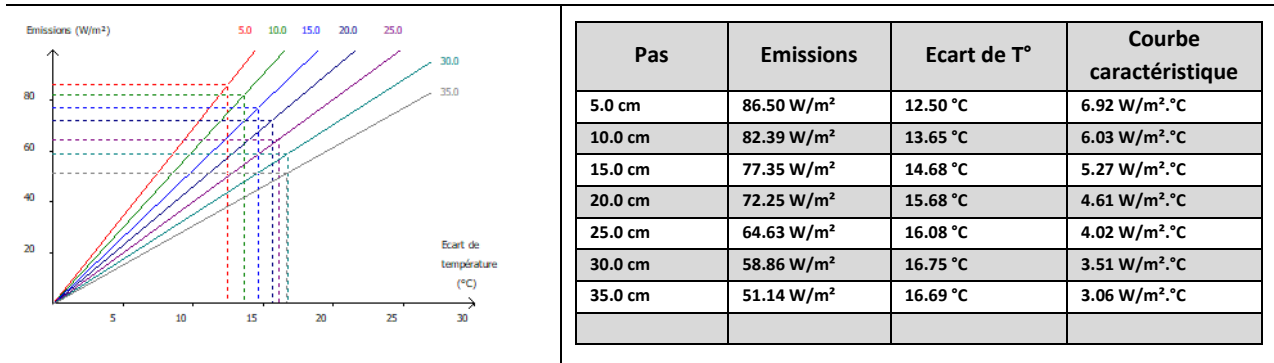 Emissions (W/m²)
5.0 10.0 15.0 20.0 25.0
30.0
35.0
80
60
40
20
Ecart de
température
(°C)
5 10 15 20 25 30
Pas Emissions Ecart de T° Courbe
caractéristique
5.0 cm 86.50 W/m² 12.50 °C 6.92 W/m².°C
10.0 cm 82.39 W/m² 13.65 °C 6.03 W/m².°C
15.0 cm 77.35 W/m² 14.68 °C 5.27 W/m².°C
20.0 cm 72.25 W/m² 15.68 °C 4.61 W/m².°C
25.0 cm 64.63 W/m² 16.08 °C 4.02 W/m².°C
30.0 cm 58.86 W/m² 16.75 °C 3.51 W/m².°C
35.0 cm 51.14 W/m² 16.69 °C 3.06 W/m².°C